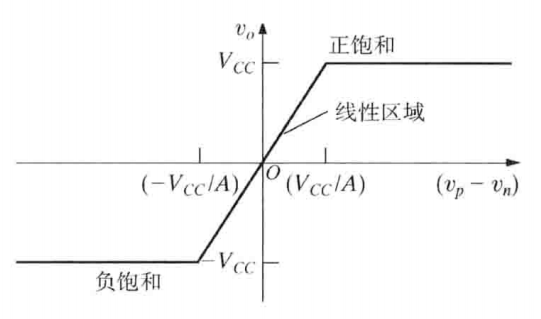 v_o
正饱和
V_CC
线性区域
O
(-V_CC/A)
(V_CC/A)
(v_p - v_n)
-V_CC
负饱和